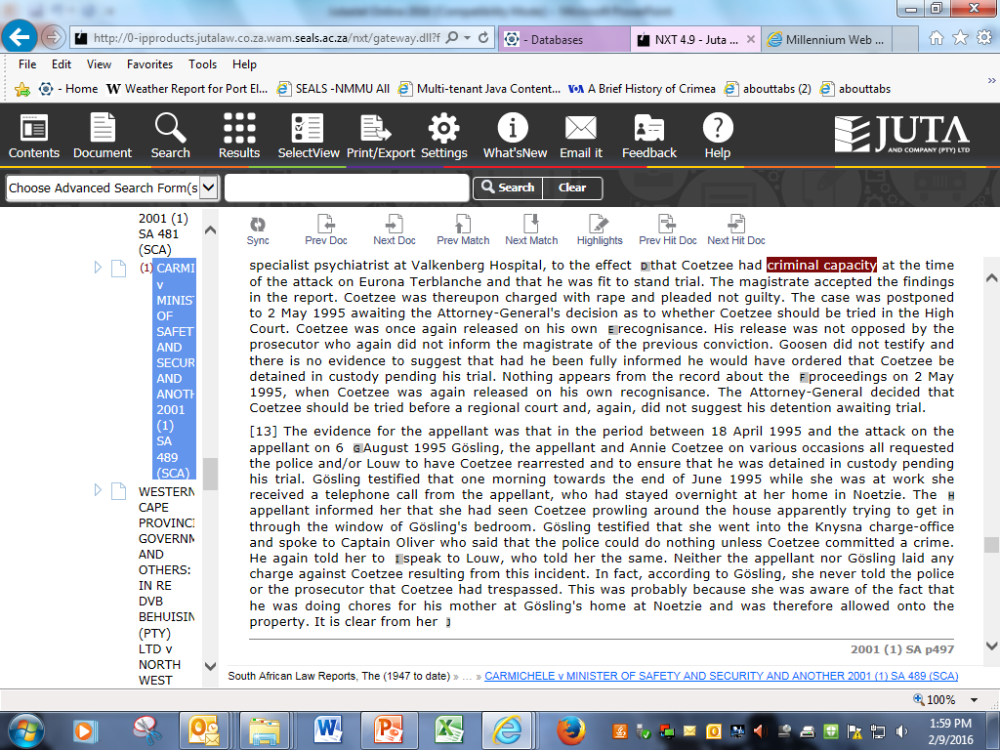 http://0-ipproducts.jutalaw.co.za.wam.seals.ac.za/nxt/gateway.dll?f
- Databases
NXT 4.9 - Juta ...
Millennium Web ...
File Edit View Favorites Tools Help
- Home
Weather Report for Port El...
SEALS -NMMU All
Multi-tenant Java Content...
VOA A Brief History of Crimea
abouttabs (2)
abouttabs
Contents
Document
Search
Results
SelectView
Print/Export
Settings
What'sNew
Email it
Feedback
Help
JUTA
AND COMPANY (PTY) LTD
Choose Advanced Search Form(s
Search
Clear
2001 (1)
SA 481
(SCA)
(1) CARMI
v
MINIS
OF
SAFET
AND
SECUR
AND
ANOTH
2001
(1)
SA
489
(SCA)
WESTERN
CAPE
PROVINC
GOVERNM
AND
OTHERS:
IN RE
DVB
BEHUISIN
(PTY)
LTD v
NORTH
WEST
Sync
Prev Doc
Next Doc
Prev Match
Next Match
Highlights
Prev Hit Doc
Next Hit Doc
specialist psychiatrist at Valkenberg Hospital, to the effect D that Coetzee had criminal capacity at the time
of the attack on Eurona Terblanche and that he was fit to stand trial. The magistrate accepted the findings
in the report. Coetzee was thereupon charged with rape and pleaded not guilty. The case was postponed
to 2 May 1995 awaiting the Attorney-General's decision as to whether Coetzee should be tried in the High
Court. Coetzee was once again released on his own E recognisance. His release was not opposed by the
prosecutor who again did not inform the magistrate of the previous conviction. Goosen did not testify and
there is no evidence to suggest that had he been fully informed he would have ordered that Coetzee be
detained in custody pending his trial. Nothing appears from the record about the F proceedings on 2 May
1995, when Coetzee was again released on his own recognisance. The Attorney-General decided that
Coetzee should be tried before a regional court and, again, did not suggest his detention awaiting trial.
[13] The evidence for the appellant was that in the period between 18 April 1995 and the attack on the
appellant on 6 G August 1995 Gösling, the appellant and Annie Coetzee on various occasions all requested
the police and/or Louw to have Coetzee rearrested and to ensure that he was detained in custody pending
his trial. Gösling testified that one morning towards the end of June 1995 while she was at work she
received a telephone call from the appellant, who had stayed overnight at her home in Noetzie. The H
appellant informed her that she had seen Coetzee prowling around the house apparently trying to get in
through the window of Gösling's bedroom. Gösling testified that she went into the Knysna charge-office
and spoke to Captain Oliver who said that the police could do nothing unless Coetzee committed a crime.
He again told her to I speak to Louw, who told her the same. Neither the appellant nor Gösling laid any
charge against Coetzee resulting from this incident. In fact, according to Gösling, she never told the police
or the prosecutor that Coetzee had trespassed. This was probably because she was aware of the fact that
he was doing chores for his mother at Gösling's home at Noetzie and was therefore allowed onto the
property. It is clear from her J
2001 (1) SA p497
South African Law Reports, The (1947 to date) » ... » CARMICHELE v MINISTER OF SAFETY AND SECURITY AND ANOTHER 2001 (1) SA 489 (SCA)
100%
1:59 PM
2/9/2016